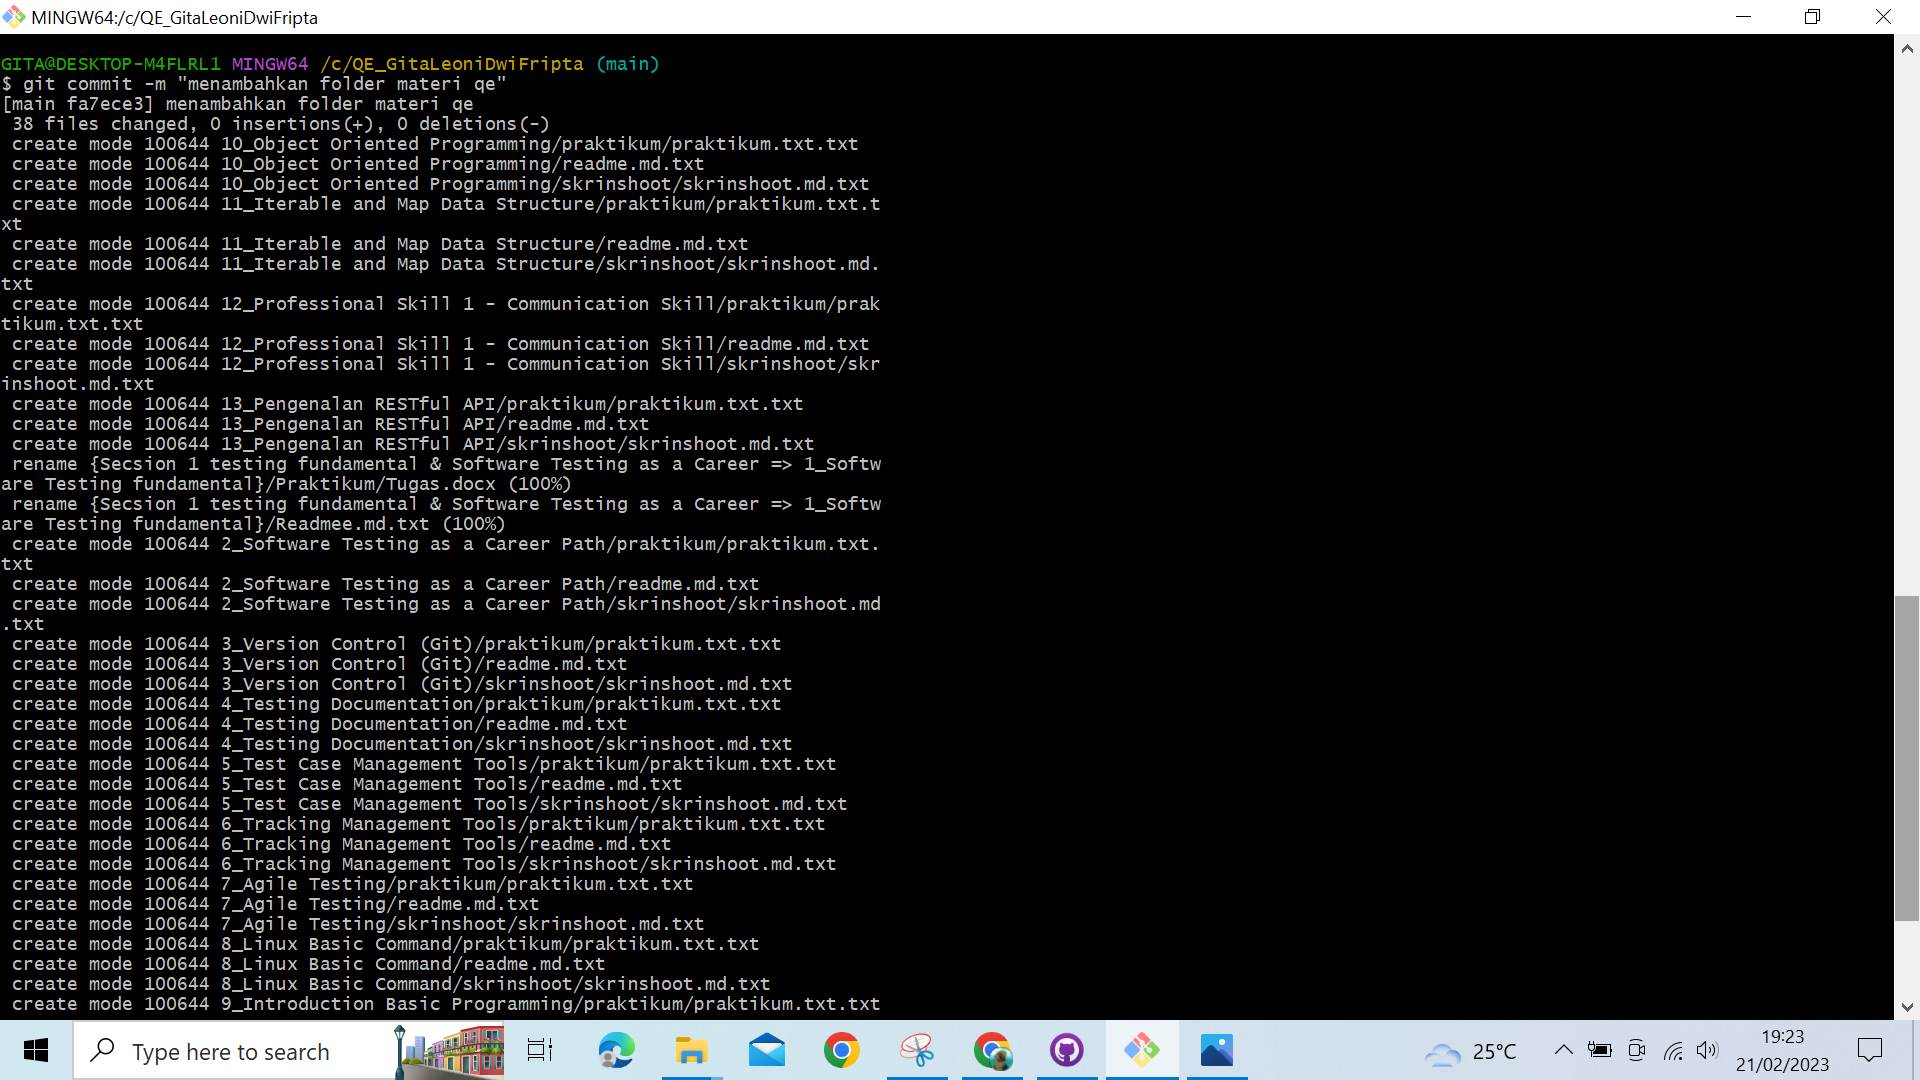 MINGW64:/c/QE_GitaLeoniDwiFripta
GITA@DESKTOP-M4FLRL1 MINGW64 /c/QE_GitaLeoniDwiFripta (main)
$ git commit -m "menambahkan folder materi qe"
[main fa7ece3] menambahkan folder materi qe
 38 files changed, 0 insertions(+), 0 deletions(-)
 create mode 100644 10_Object Oriented Programming/praktikum/praktikum.txt.txt
 create mode 100644 10_Object Oriented Programming/readme.md.txt
 create mode 100644 10_Object Oriented Programming/skrinshoot/skrinshoot.md.txt
 create mode 100644 11_Iterable and Map Data Structure/praktikum/praktikum.txt.t
xt
 create mode 100644 11_Iterable and Map Data Structure/readme.md.txt
 create mode 100644 11_Iterable and Map Data Structure/skrinshoot/skrinshoot.md.
txt
 create mode 100644 12_Professional Skill 1 - Communication Skill/praktikum/prak
tikum.txt.txt
 create mode 100644 12_Professional Skill 1 - Communication Skill/readme.md.txt
 create mode 100644 12_Professional Skill 1 - Communication Skill/skrinshoot/skr
inshoot.md.txt
 create mode 100644 13_Pengenalan RESTful API/praktikum/praktikum.txt.txt
 create mode 100644 13_Pengenalan RESTful API/readme.md.txt
 create mode 100644 13_Pengenalan RESTful API/skrinshoot/skrinshoot.md.txt
 rename {Secsion 1 testing fundamental & Software Testing as a Career => 1_Softw
are Testing fundamental}/Praktikum/Tugas.docx (100%)
 rename {Secsion 1 testing fundamental & Software Testing as a Career => 1_Softw
are Testing fundamental}/Readmee.md.txt (100%)
 create mode 100644 2_Software Testing as a Career Path/praktikum/praktikum.txt.
txt
 create mode 100644 2_Software Testing as a Career Path/readme.md.txt
 create mode 100644 2_Software Testing as a Career Path/skrinshoot/skrinshoot.md
.txt
 create mode 100644 3_Version Control (Git)/praktikum/praktikum.txt.txt
 create mode 100644 3_Version Control (Git)/readme.md.txt
 create mode 100644 3_Version Control (Git)/skrinshoot/skrinshoot.md.txt
 create mode 100644 4_Testing Documentation/praktikum/praktikum.txt.txt
 create mode 100644 4_Testing Documentation/readme.md.txt
 create mode 100644 4_Testing Documentation/skrinshoot/skrinshoot.md.txt
 create mode 100644 5_Test Case Management Tools/praktikum/praktikum.txt.txt
 create mode 100644 5_Test Case Management Tools/readme.md.txt
 create mode 100644 5_Test Case Management Tools/skrinshoot/skrinshoot.md.txt
 create mode 100644 6_Tracking Management Tools/praktikum/praktikum.txt.txt
 create mode 100644 6_Tracking Management Tools/readme.md.txt
 create mode 100644 6_Tracking Management Tools/skrinshoot/skrinshoot.md.txt
 create mode 100644 7_Agile Testing/praktikum/praktikum.txt.txt
 create mode 100644 7_Agile Testing/readme.md.txt
 create mode 100644 7_Agile Testing/skrinshoot/skrinshoot.md.txt
 create mode 100644 8_Linux Basic Command/praktikum/praktikum.txt.txt
 create mode 100644 8_Linux Basic Command/readme.md.txt
 create mode 100644 8_Linux Basic Command/skrinshoot/skrinshoot.md.txt
 create mode 100644 9_Introduction Basic Programming/praktikum/praktikum.txt.txt
Type here to search
25°C
19:23
21/02/2023